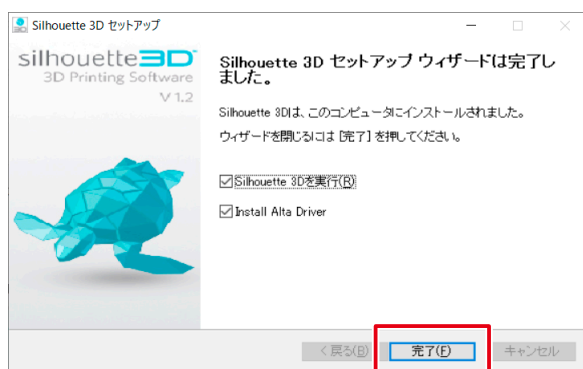 Silhouette 3D セットアップ
silhouette3D
3D Printing Software
V 1.2
Silhouette 3D セットアップ ウィザードは完了し
ました。
Silhouette 3Dは、このコンピュータにインストールされました。
ウィザードを閉じるには [完了] を押してください。
Silhouette 3Dを実行(R)
Install Alta Driver
< 戻る(B)
完了(F)
キャンセル